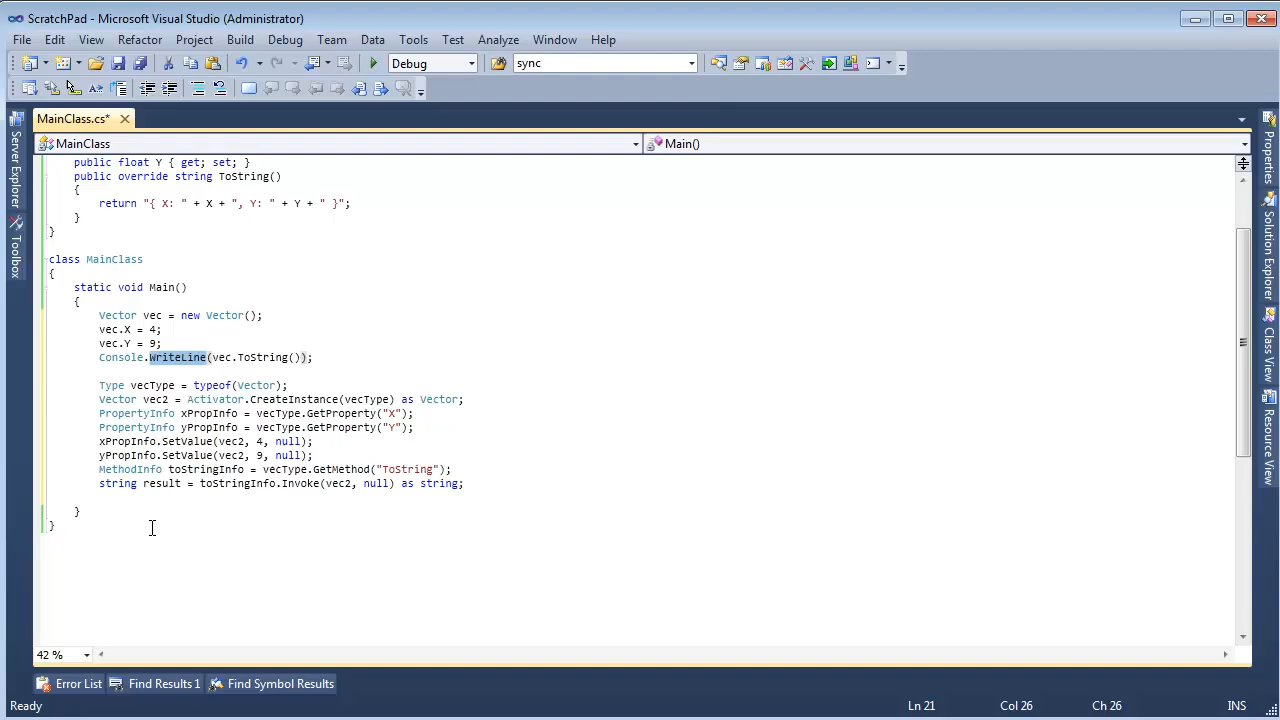 ScratchPad - Microsoft Visual Studio (Administrator)
File Edit View Refactor Project Build Debug Team Data Tools Test Analyze Window Help
Debug sync
MainClass.cs*
MainClass Main()
Server Explorer
Toolbox
Properties
Solution Explorer
Class View
Resource View
public float Y { get; set; }
public override string ToString()
{
return "{ X: " + X + ", Y: " + Y + " }";
}
}
class MainClass
{
static void Main()
{
Vector vec = new Vector();
vec.X = 4;
vec.Y = 9;
Console.WriteLine(vec.ToString());
Type vecType = typeof(Vector);
Vector vec2 = Activator.CreateInstance(vecType) as Vector;
PropertyInfo xPropInfo = vecType.GetProperty("X");
PropertyInfo yPropInfo = vecType.GetProperty("Y");
xPropInfo.SetValue(vec2, 4, null);
yPropInfo.SetValue(vec2, 9, null);
MethodInfo toStringInfo = vecType.GetMethod("ToString");
string result = toStringInfo.Invoke(vec2, null) as string;
}
}
42 %
Error List Find Results 1 Find Symbol Results
Ready Ln 21 Col 26 Ch 26 INS